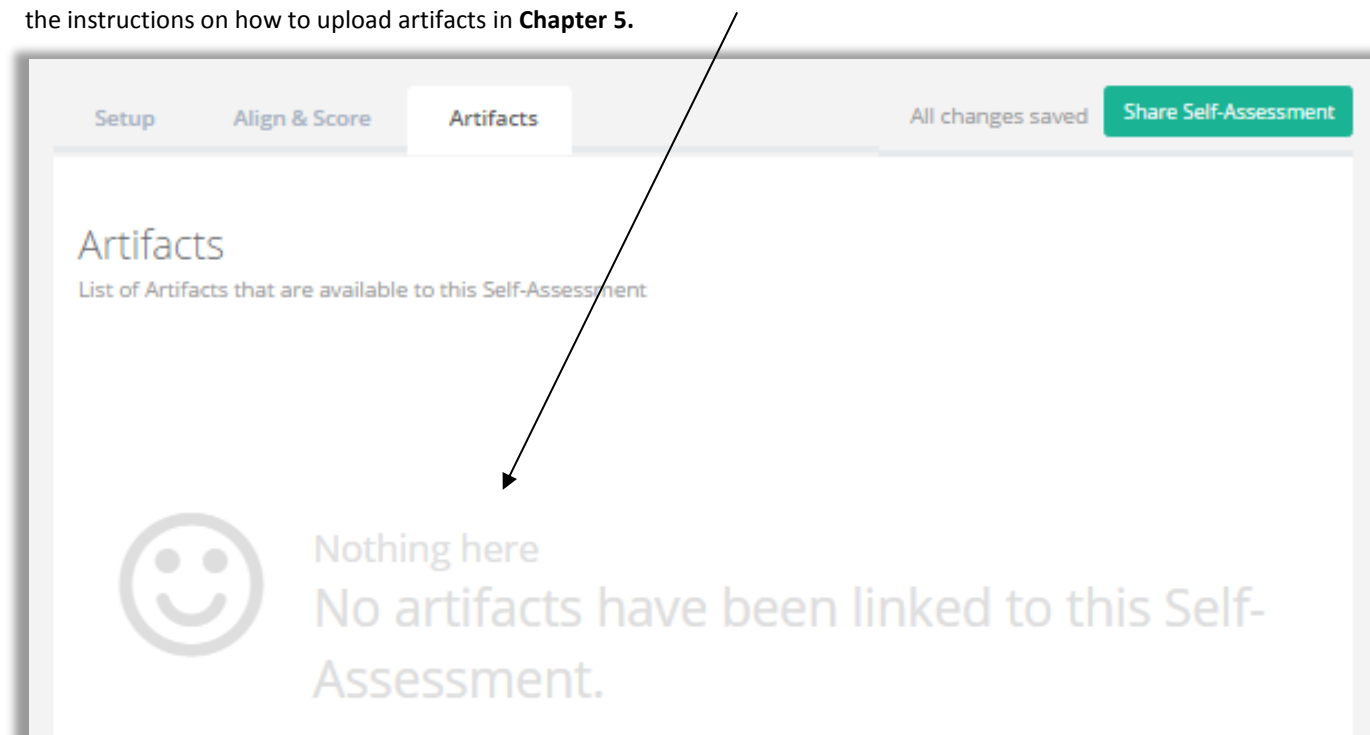 the instructions on how to upload artifacts in Chapter 5.
Setup Align & Score Artifacts All changes saved Share Self-Assessment
Artifacts
List of Artifacts that are available to this Self-Assessment
Nothing here
No artifacts have been linked to this Self-
Assessment.